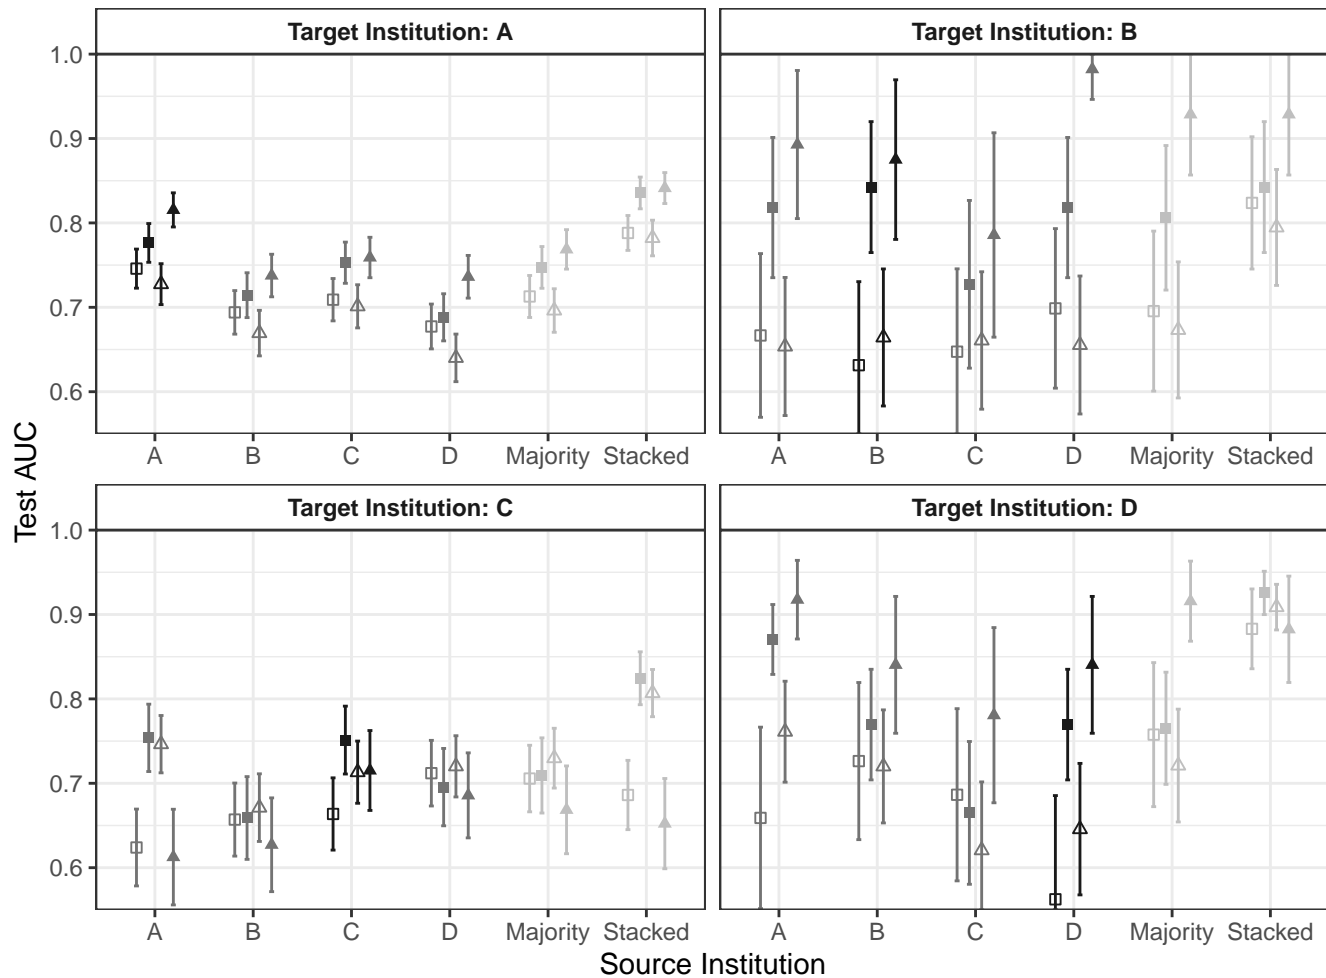 Target Institution: A
Target Institution: B
1.0
0.9
0.8
0.7
0.6
A B C D Majority Stacked
A B C D Majority Stacked
Test AUC
Target Institution: C
Target Institution: D
1.0
0.9
0.8
0.7
0.6
A B C D Majority Stacked
A B C D Majority Stacked
Source Institution